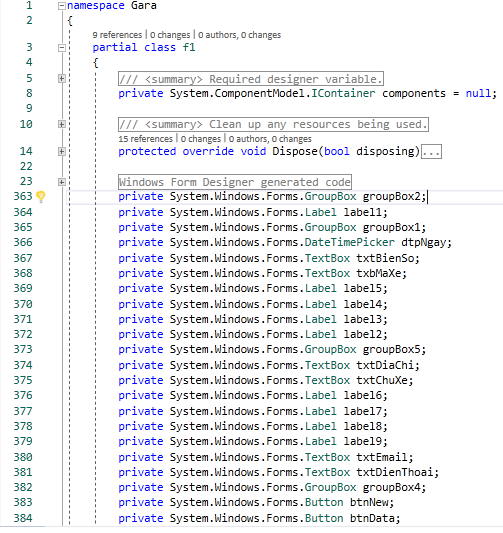 1 namespace Gara
2 {
9 references | 0 changes | 0 authors, 0 changes
3 partial class f1
4 {
5 /// <summary> Required designer variable.
8 private System.ComponentModel.IContainer components = null;
9
10 /// <summary> Clean up any resources being used.
15 references | 0 changes | 0 authors, 0 changes
14 protected override void Dispose(bool disposing)...
22
23 Windows Form Designer generated code
363 private System.Windows.Forms.GroupBox groupBox2;
364 private System.Windows.Forms.Label label1;
365 private System.Windows.Forms.GroupBox groupBox1;
366 private System.Windows.Forms.DateTimePicker dtpNgay;
367 private System.Windows.Forms.TextBox txtBienSo;
368 private System.Windows.Forms.TextBox txbMaXe;
369 private System.Windows.Forms.Label label5;
370 private System.Windows.Forms.Label label4;
371 private System.Windows.Forms.Label label3;
372 private System.Windows.Forms.Label label2;
373 private System.Windows.Forms.GroupBox groupBox5;
374 private System.Windows.Forms.TextBox txtDiaChi;
375 private System.Windows.Forms.TextBox txtChuXe;
376 private System.Windows.Forms.Label label6;
377 private System.Windows.Forms.Label label7;
378 private System.Windows.Forms.Label label8;
379 private System.Windows.Forms.Label label9;
380 private System.Windows.Forms.TextBox txtEmail;
381 private System.Windows.Forms.TextBox txtDienThoai;
382 private System.Windows.Forms.GroupBox groupBox4;
383 private System.Windows.Forms.Button btnNew;
384 private System.Windows.Forms.Button btnData;